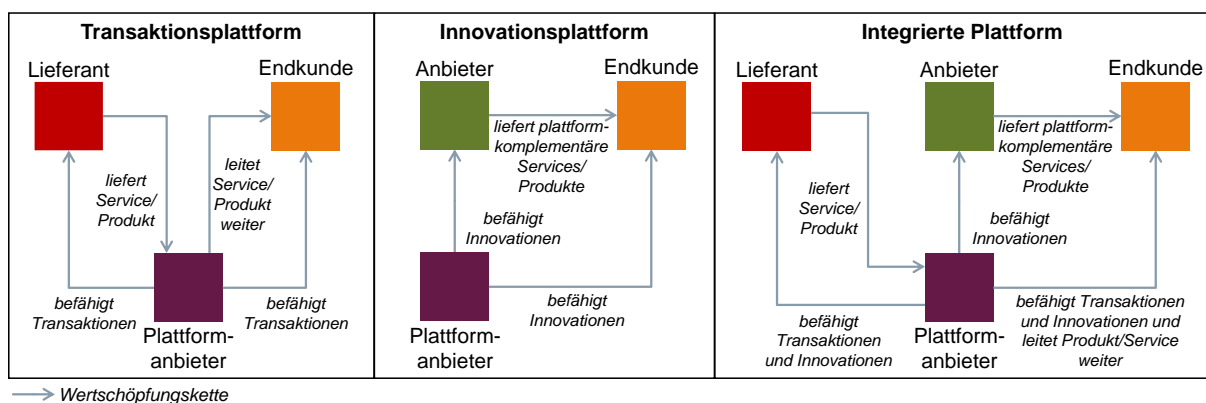 Transaktionsplattform
Lieferant
Endkunde
liefert
Service/
Produkt
leitet
Service/
Produkt
weiter
befähigt
Transaktionen
befähigt
Transaktionen
Plattform-
anbieter
Innovationsplattform
Anbieter
Endkunde
liefert plattform-
komplementäre
Services/
Produkte
befähigt
Innovationen
befähigt
Innovationen
Plattform-
anbieter
Integrierte Plattform
Lieferant
Anbieter
Endkunde
liefert plattform-
komplementäre
Services/
Produkte
liefert
Service/
Produkt
befähigt
Innovationen
befähigt
Transaktionen
und Innovationen
Plattform-
anbieter
befähigt Transaktionen
und Innovationen und
leitet Produkt/Service
weiter
Wertschöpfungskette